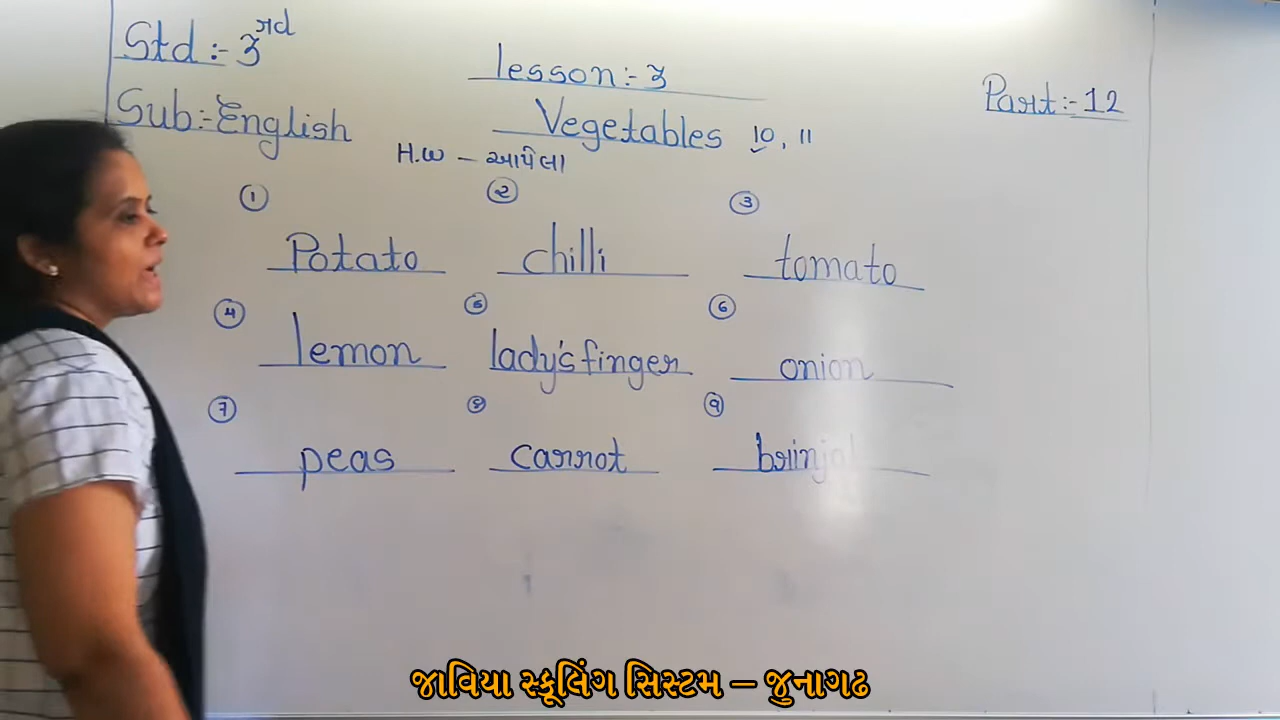 Std :- 3rd
lesson :- 3
Part :- 12
Sub :- English
Vegetables 10, 11
H.W - આપેલા
① ② ③
Potato chilli tomato
④ ⑤ ⑥
lemon lady's finger onion
⑦ ⑧ ⑨
peas carrot brinjal
જાવિયા સ્કૂલિંગ સિસ્ટમ – જુનાગઢ